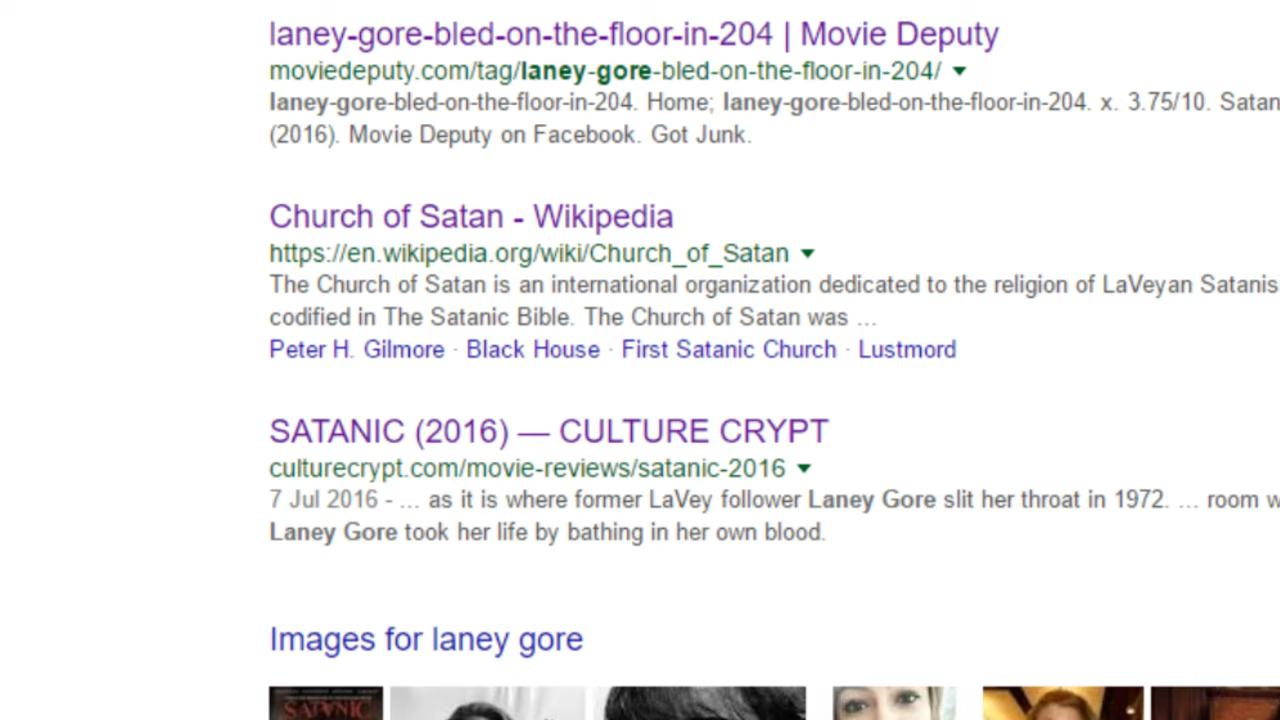 laney-gore-bled-on-the-floor-in-204 | Movie Deputy
moviedeputy.com/tag/laney-gore-bled-on-the-floor-in-204/
laney-gore-bled-on-the-floor-in-204. Home; laney-gore-bled-on-the-floor-in-204. x. 3.75/10. Satan
(2016). Movie Deputy on Facebook. Got Junk.
Church of Satan - Wikipedia
https://en.wikipedia.org/wiki/Church_of_Satan
The Church of Satan is an international organization dedicated to the religion of LaVeyan Satanis
codified in The Satanic Bible. The Church of Satan was ...
Peter H. Gilmore · Black House · First Satanic Church · Lustmord
SATANIC (2016) — CULTURE CRYPT
culturecrypt.com/movie-reviews/satanic-2016
7 Jul 2016 - ... as it is where former LaVey follower Laney Gore slit her throat in 1972. ... room w
Laney Gore took her life by bathing in her own blood.
Images for laney gore
SATANIC